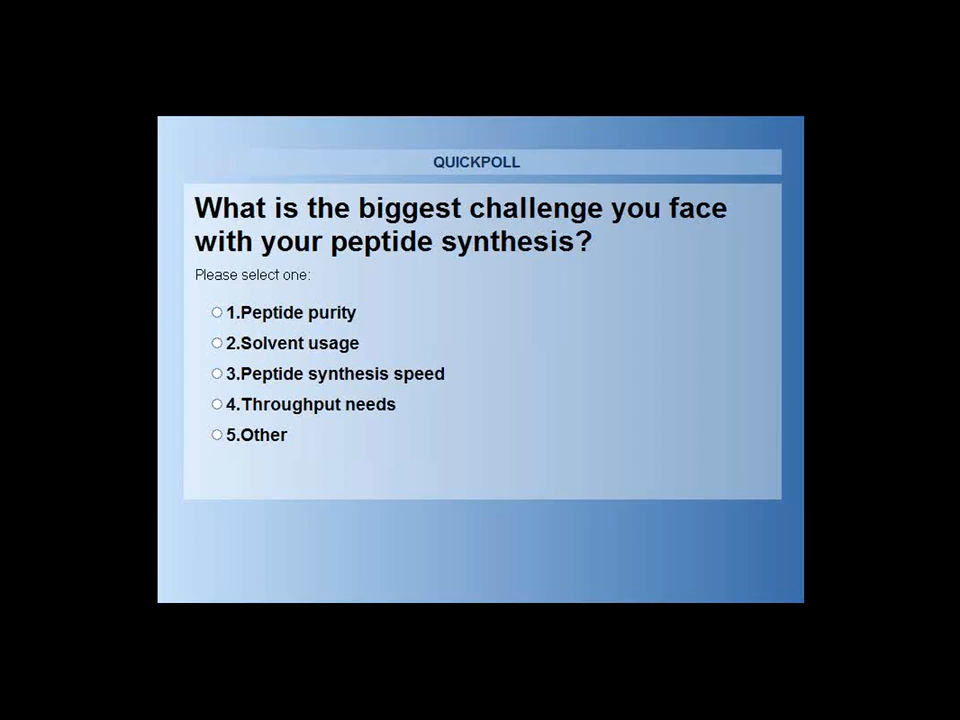 QUICKPOLL
What is the biggest challenge you face
with your peptide synthesis?
Please select one:
1.Peptide purity
2.Solvent usage
3.Peptide synthesis speed
4.Throughput needs
5.Other